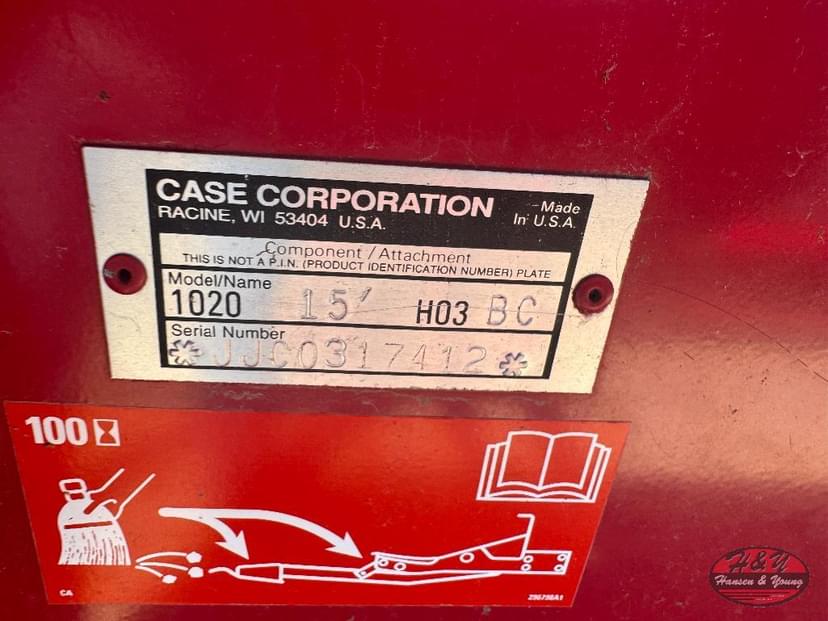 CASE CORPORATION
RACINE, WI 53404 U.S.A.
Made
In U.S.A.
Component/Attachment
THIS IS NOT A P.I.N. (PRODUCT IDENTIFICATION NUMBER) PLATE
Model/Name
1020 15' H03 BC
Serial Number
*JJC0317412*
100
CA
296798A1
H&Y
Hansen & Young